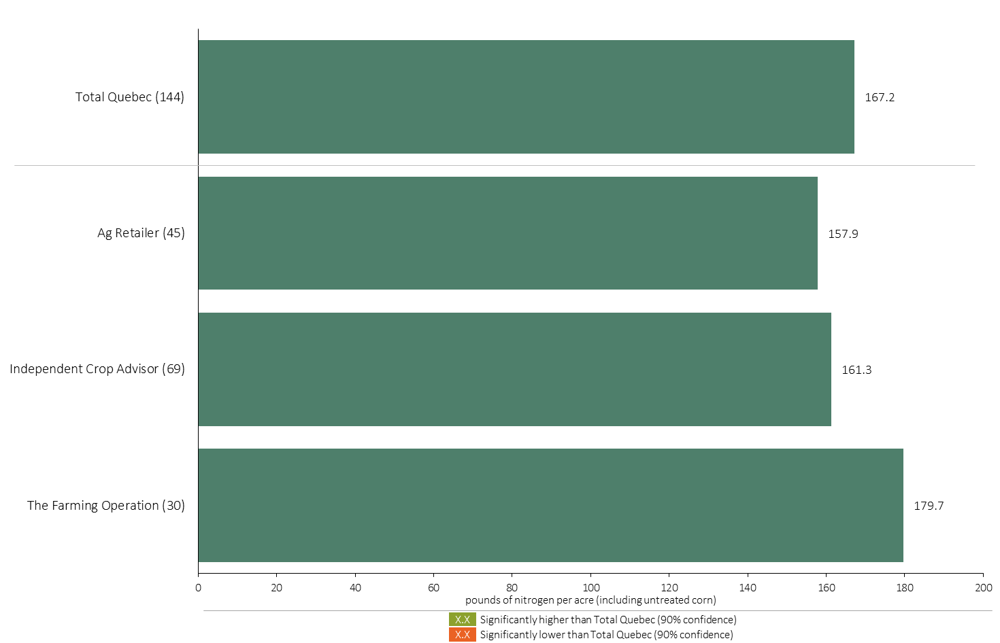 Total Quebec (144)
167.2
Ag Retailer (45)
157.9
Independent Crop Advisor (69)
161.3
The Farming Operation (30)
179.7
0 20 40 60 80 100 120 140 160 180 200
pounds of nitrogen per acre (including untreated corn)
X.X Significantly higher than Total Quebec (90% confidence)
X.X Significantly lower than Total Quebec (90% confidence)